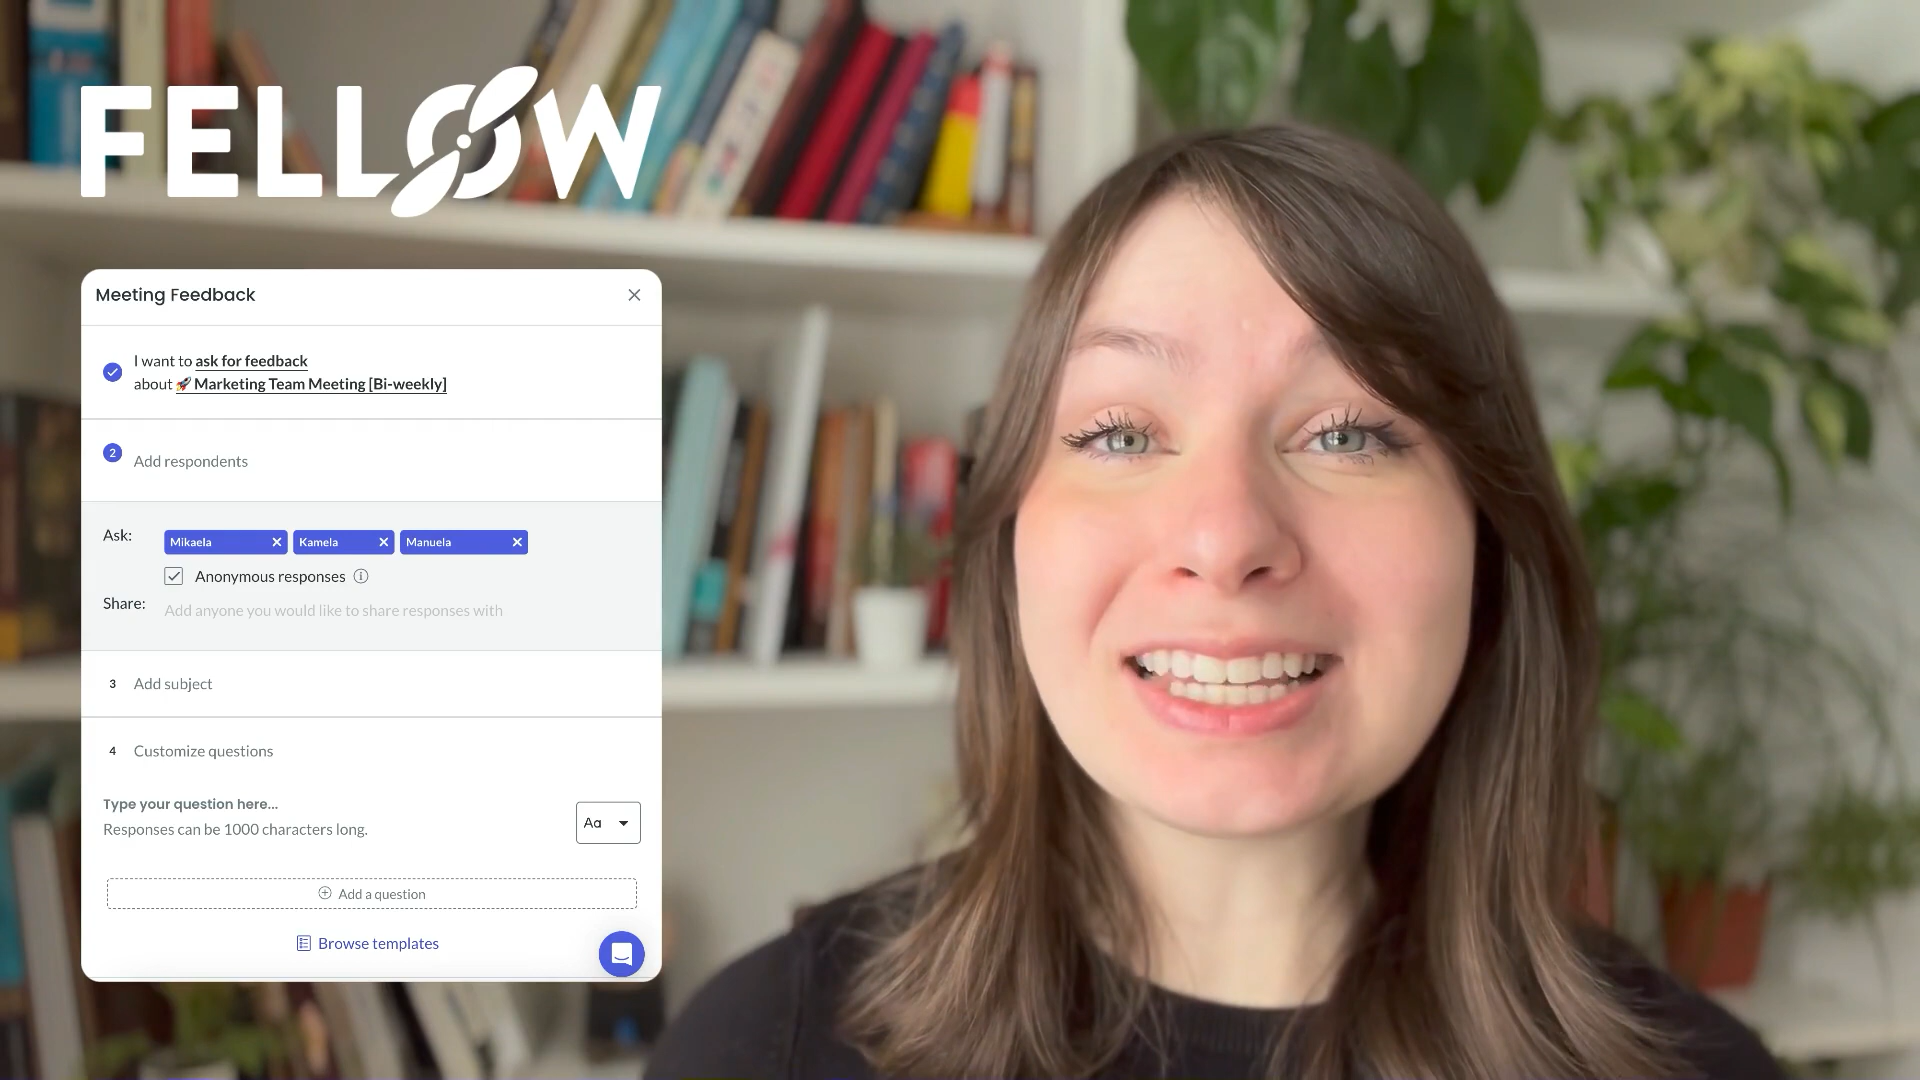 FELLOW
Meeting Feedback
I want to ask for feedback
about 🚀 Marketing Team Meeting [Bi-weekly]
2 Add respondents
Ask: Mikaela Kamela Manuela
Anonymous responses
Share: Add anyone you would like to share responses with
3 Add subject
4 Customize questions
Type your question here...
Responses can be 1000 characters long.
Aa
Add a question
Browse templates